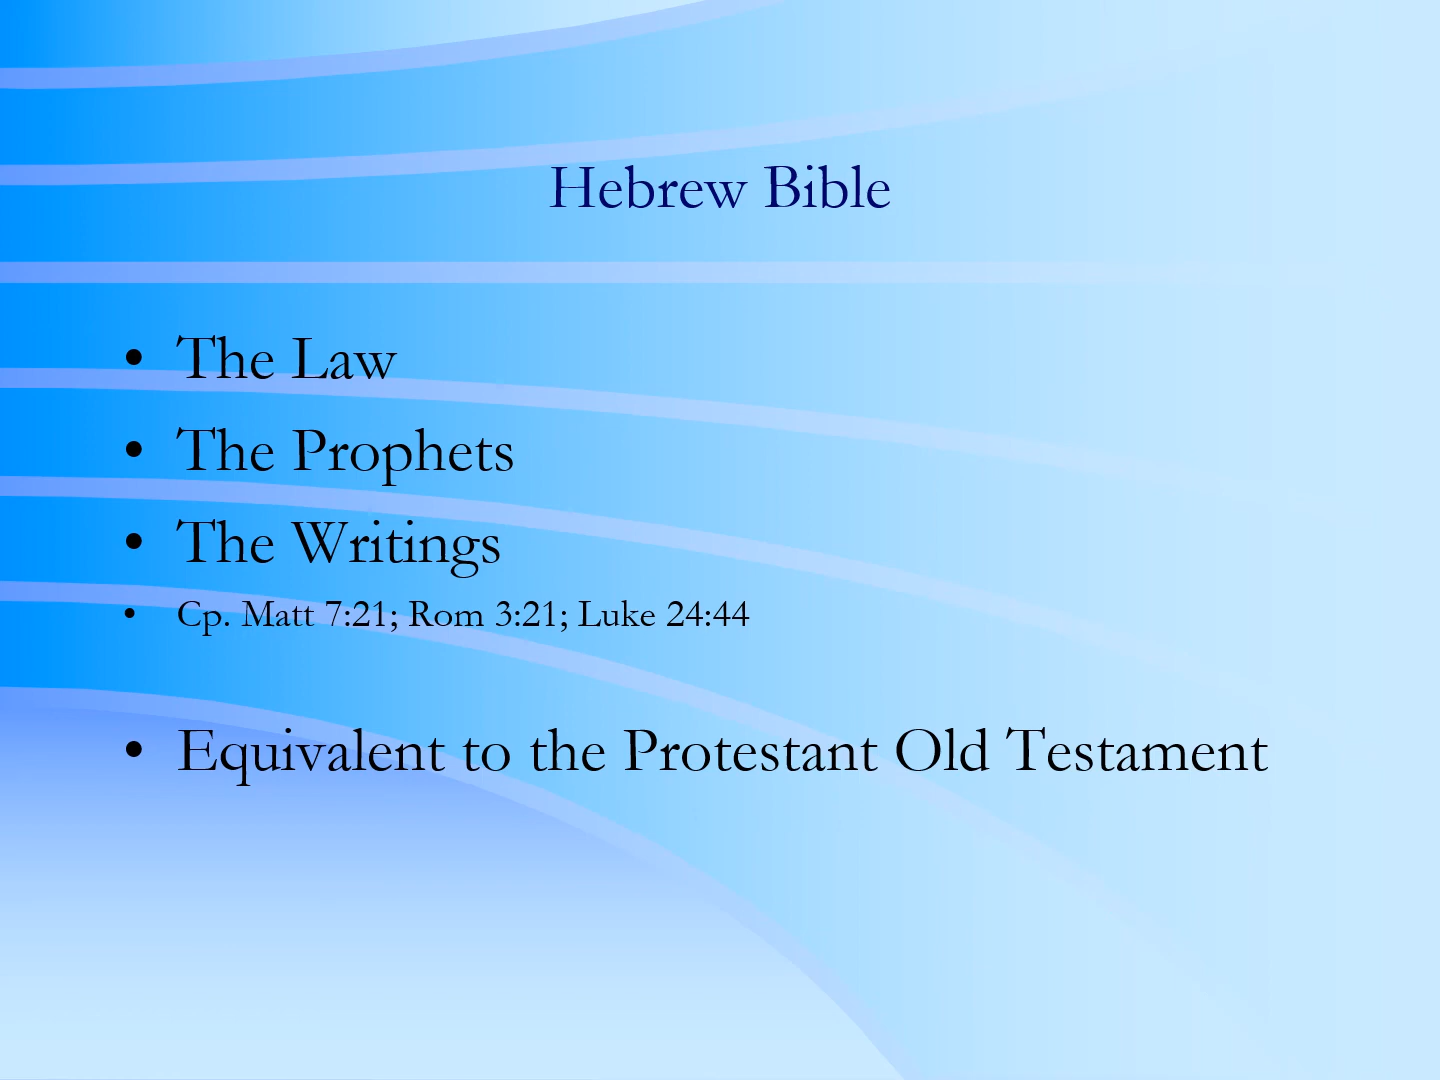 Hebrew Bible
• The Law
• The Prophets
• The Writings
• Cp. Matt 7:21; Rom 3:21; Luke 24:44
• Equivalent to the Protestant Old Testament